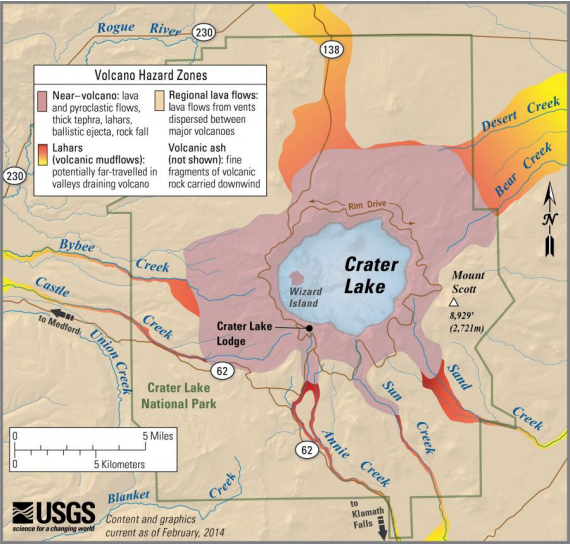 Rogue River
230
138
Volcano Hazard Zones
Near–volcano: lava
and pyroclastic flows,
thick tephra, lahars,
ballistic ejecta, rock fall
Regional lava flows:
lava flows from vents
dispersed between
major volcanoes
Lahars
(volcanic mudflows):
potentially far-travelled in
valleys draining volcano
Volcanic ash
(not shown): fine
fragments of volcanic
rock carried downwind
Desert Creek
Bear Creek
230
N
Rim Drive
Bybee Creek
Crater
Lake
Wizard
Island
Mount
Scott
8,929'
(2,721m)
Castle Creek
to Medford
Crater Lake
Lodge
Union Creek
62
Crater Lake
National Park
Sun Creek
Sand Creek
0 5 Miles
0 5 Kilometers
62
Annie Creek
Blanket Creek
to
Klamath
Falls
USGS
science for a changing world
Content and graphics
current as of February, 2014